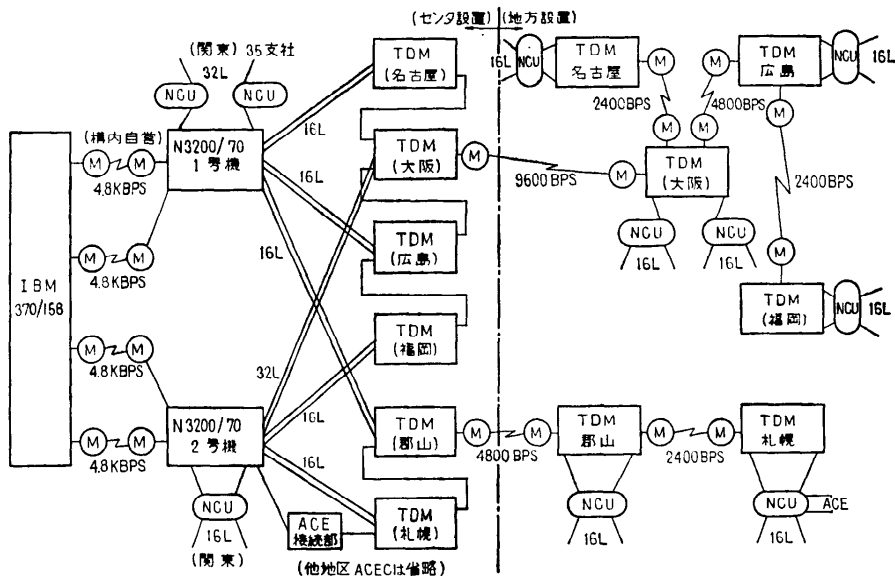 (センタ設置)
(地方設置)
(関東)
35支社
32L
NCU
NCU
(構内自営)
M
M
4.8KBPS
N3200/70
1号機
M
M
4.8KBPS
IBM
370/158
M
M
4.8KBPS
M
M
4.8KBPS
N3200/70
2号機
NCU
16L
(関東)
ACE
接続部
16L
16L
16L
32L
16L
16L
TDM
(名古屋)
TDM
(大阪)
TDM
(広島)
TDM
(福岡)
TDM
(郡山)
TDM
(札幌)
(他地区ACECは省略)
16L
NCU
TDM
名古屋
M
2400BPS
M
M
M
4800BPS
TDM
広島
NCU
16L
M
9600BPS
M
TDM
(大阪)
NCU
NCU
16L
16L
M
2400BPS
M
TDM
(福岡)
NCU
16L
M
4800BPS
M
TDM
郡山
M
2400BPS
M
TDM
札幌
NCU
16L
NCU
ACE
16L